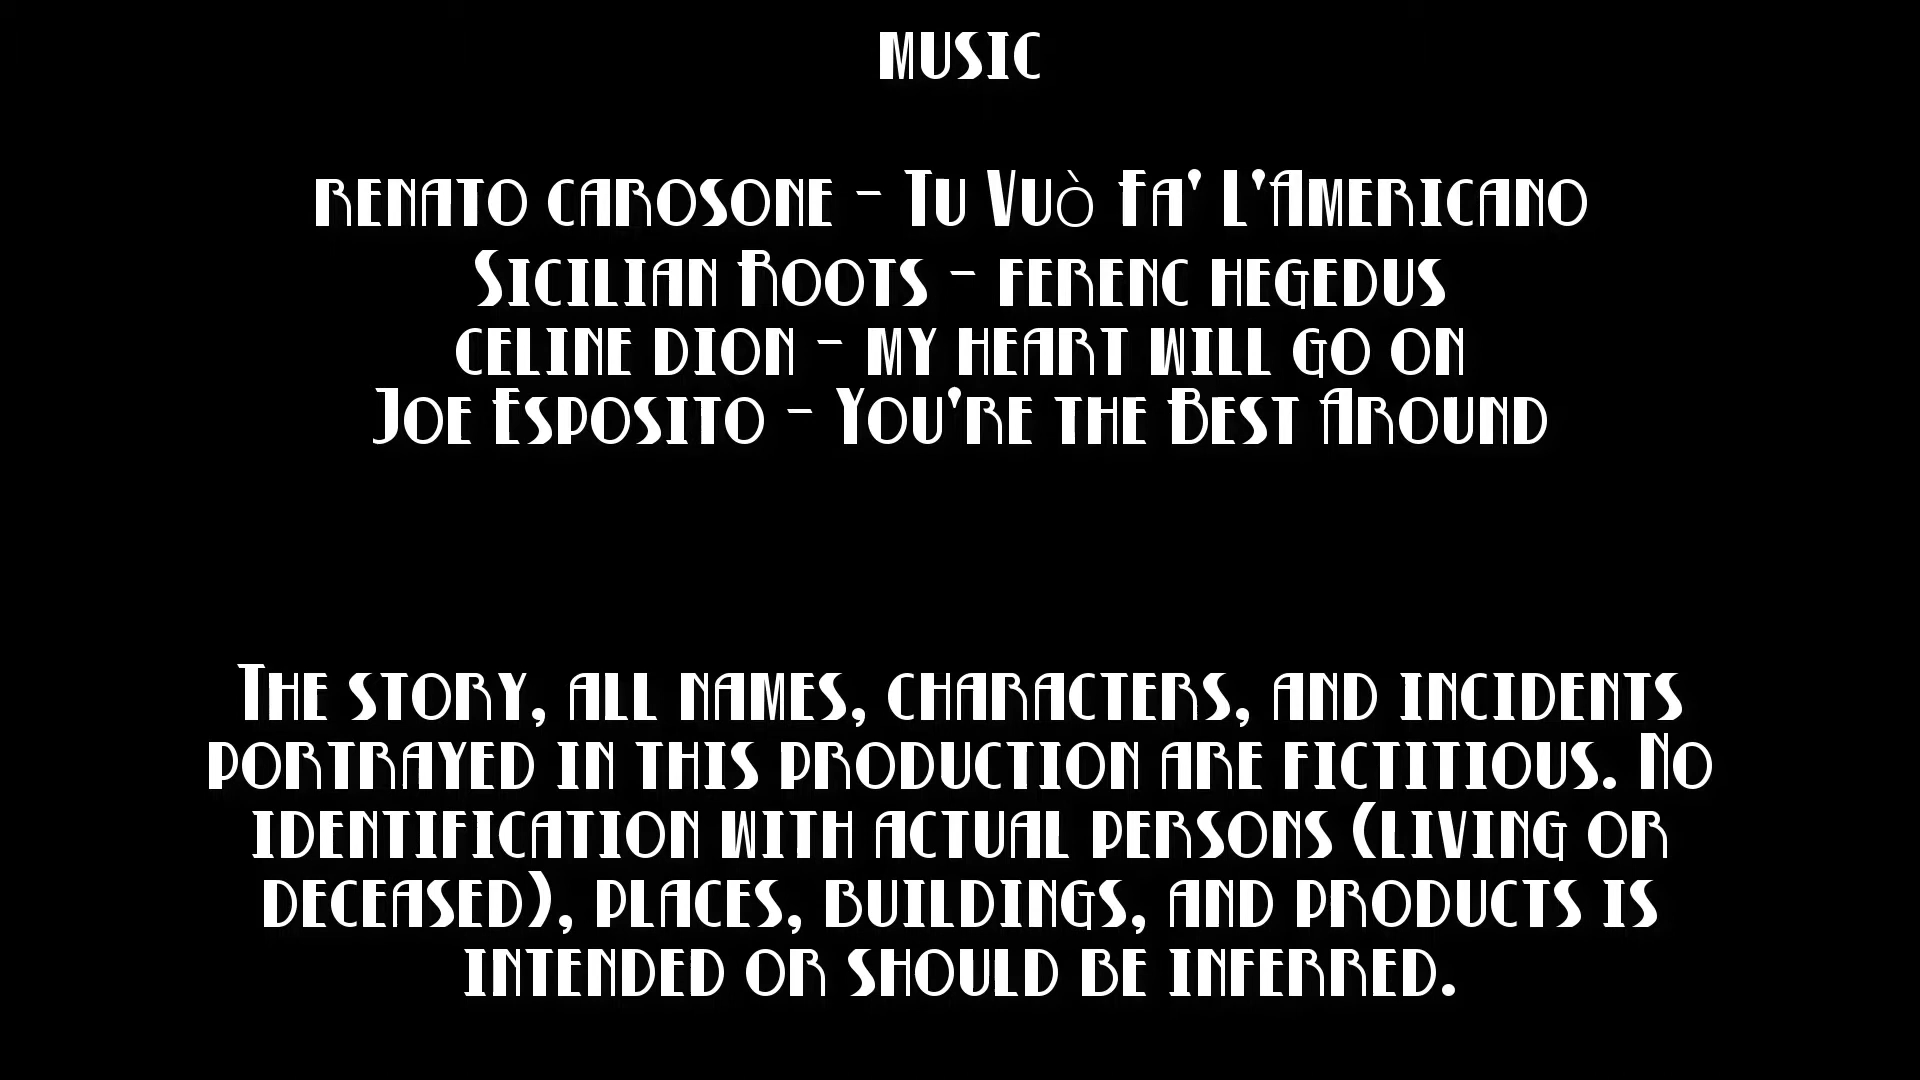 MUSIC
RENATO CAROSONE - TU VUÒ FA' L'AMERICANO
SICILIAN ROOTS - FERENC HEGEDUS
CELINE DION - MY HEART WILL GO ON
JOE ESPOSITO - YOU'RE THE BEST AROUND
THE STORY, ALL NAMES, CHARACTERS, AND INCIDENTS
PORTRAYED IN THIS PRODUCTION ARE FICTITIOUS. NO
IDENTIFICATION WITH ACTUAL PERSONS (LIVING OR
DECEASED), PLACES, BUILDINGS, AND PRODUCTS IS
INTENDED OR SHOULD BE INFERRED.